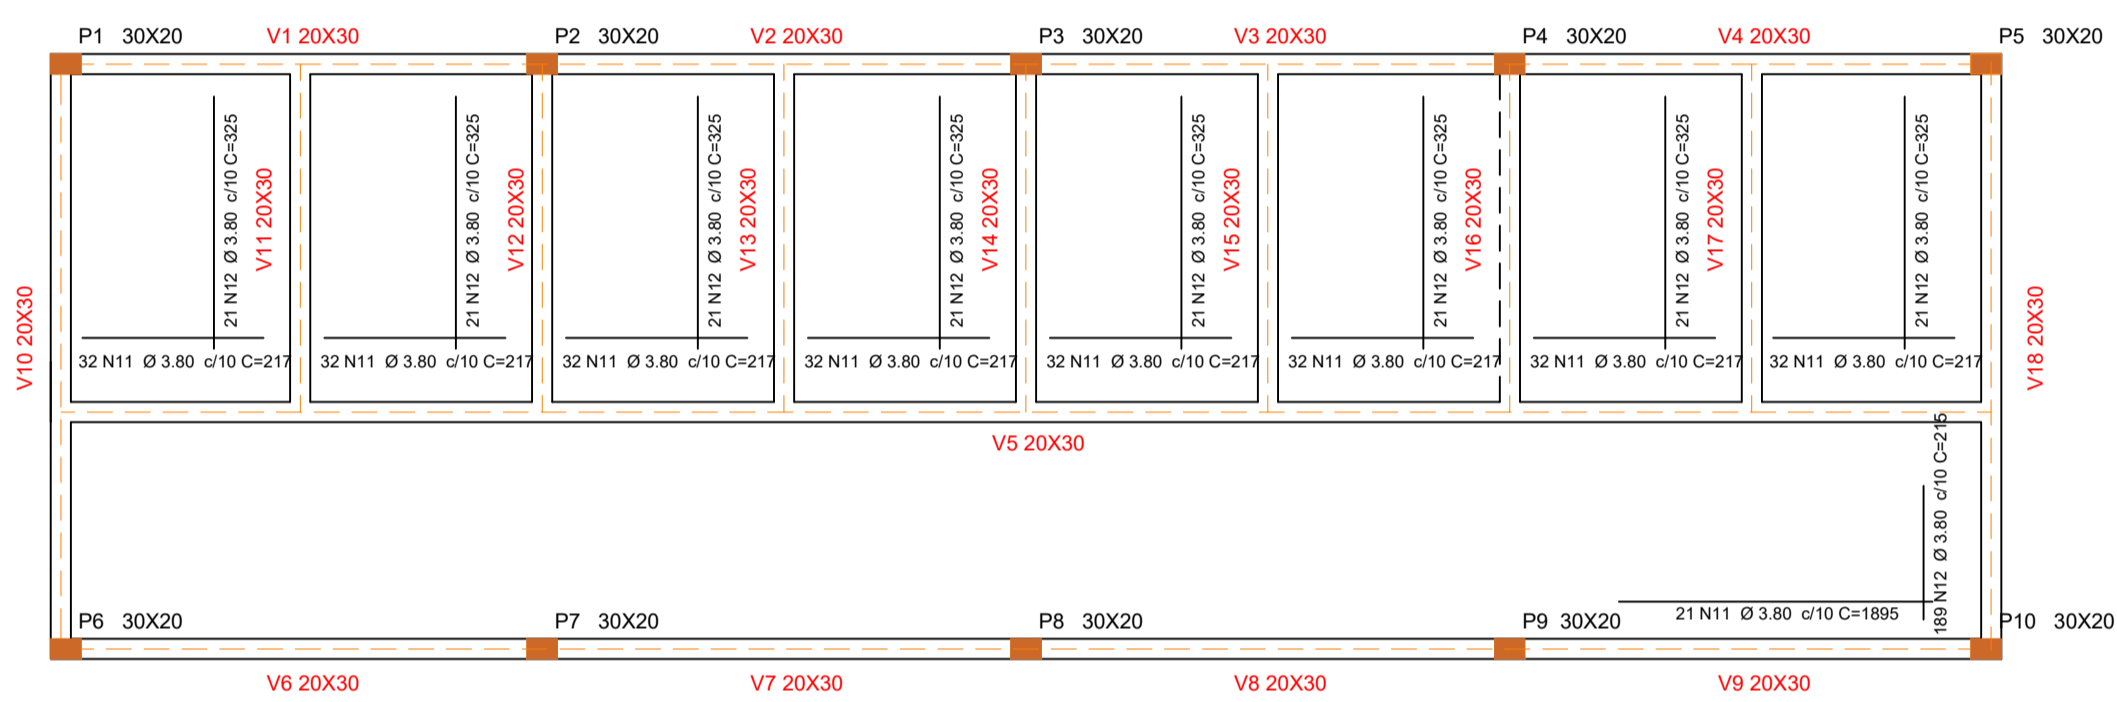 P1 30X20
V1 20X30
P2 30X20
V2 20X30
P3 30X20
V3 20X30
P4 30X20
V4 20X30
P5 30X20
21 N12 Ø 3.80 c/10 C=325
V11 20X30
21 N12 Ø 3.80 c/10 C=325
V12 20X30
21 N12 Ø 3.80 c/10 C=325
V13 20X30
21 N12 Ø 3.80 c/10 C=325
V14 20X30
21 N12 Ø 3.80 c/10 C=325
V15 20X30
21 N12 Ø 3.80 c/10 C=325
V16 20X30
21 N12 Ø 3.80 c/10 C=325
V17 20X30
21 N12 Ø 3.80 c/10 C=325
V10 20X30
V18 20X30
32 N11 Ø 3.80 c/10 C=217
32 N11 Ø 3.80 c/10 C=217
32 N11 Ø 3.80 c/10 C=217
32 N11 Ø 3.80 c/10 C=217
32 N11 Ø 3.80 c/10 C=217
32 N11 Ø 3.80 c/10 C=217
32 N11 Ø 3.80 c/10 C=217
32 N11 Ø 3.80 c/10 C=217
V5 20X30
189 N12 Ø 3.80 c/10 C=215
21 N11 Ø 3.80 c/10 C=1895
P6 30X20
P7 30X20
P8 30X20
P9 30X20
P10 30X20
V6 20X30
V7 20X30
V8 20X30
V9 20X30